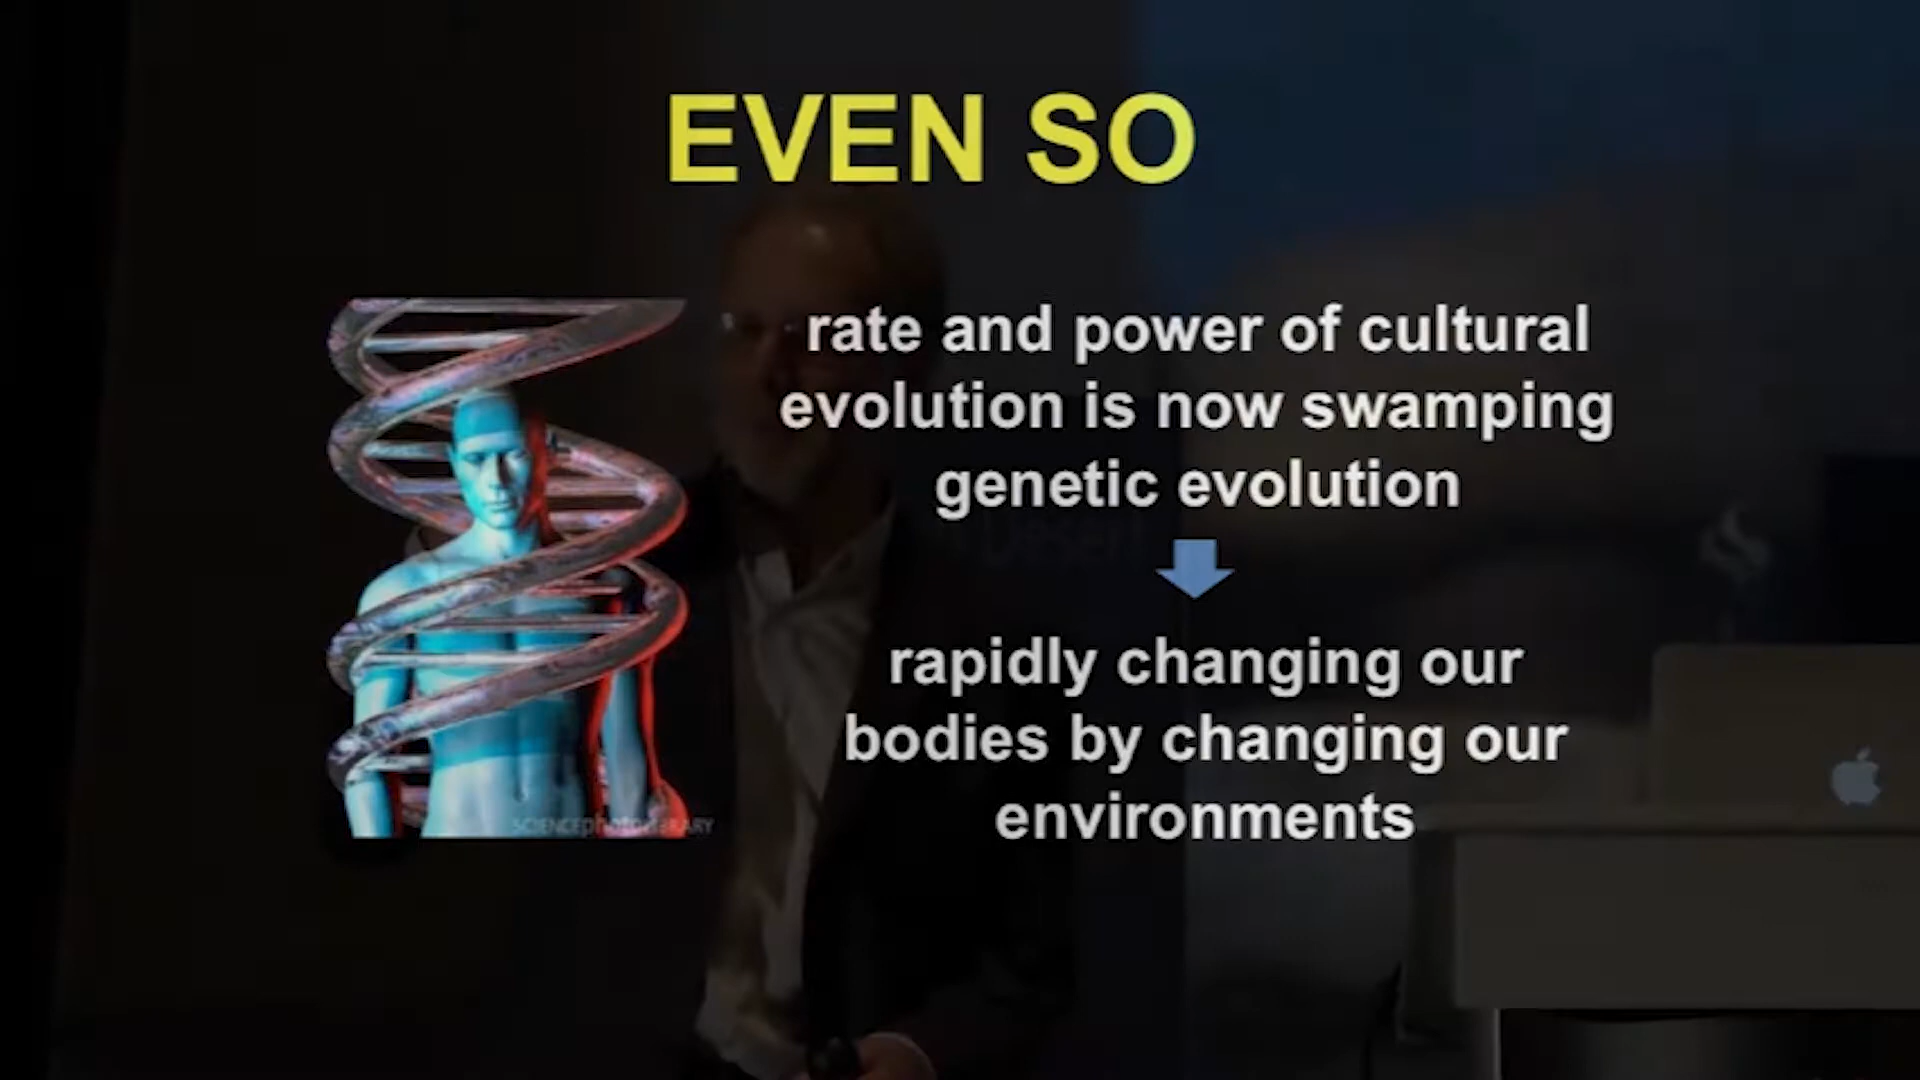 EVEN SO
rate and power of cultural
evolution is now swamping
genetic evolution
rapidly changing our
bodies by changing our
environments